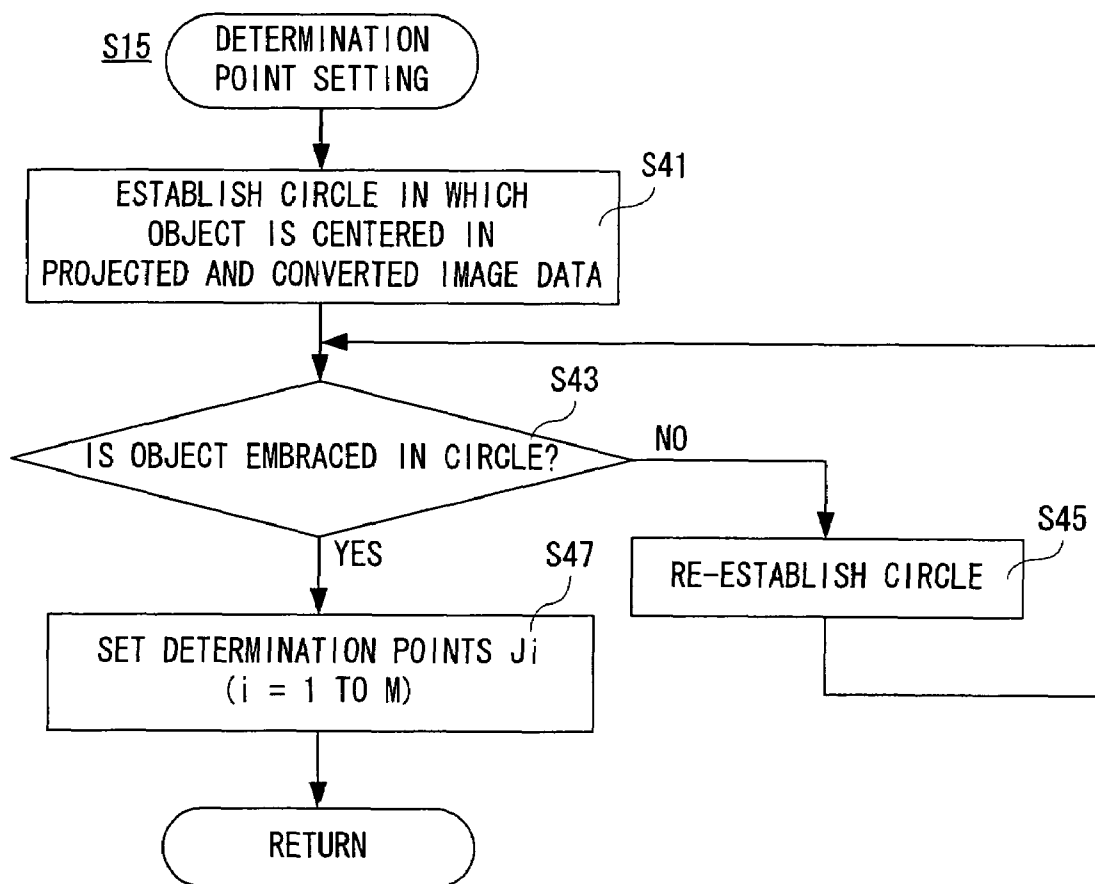 S15
DETERMINATION
POINT SETTING
S41
ESTABLISH CIRCLE IN WHICH
OBJECT IS CENTERED IN
PROJECTED AND CONVERTED IMAGE DATA
S43
IS OBJECT EMBRACED IN CIRCLE?
NO
YES
S45
RE-ESTABLISH CIRCLE
S47
SET DETERMINATION POINTS Ji
(i = 1 TO M)
RETURN